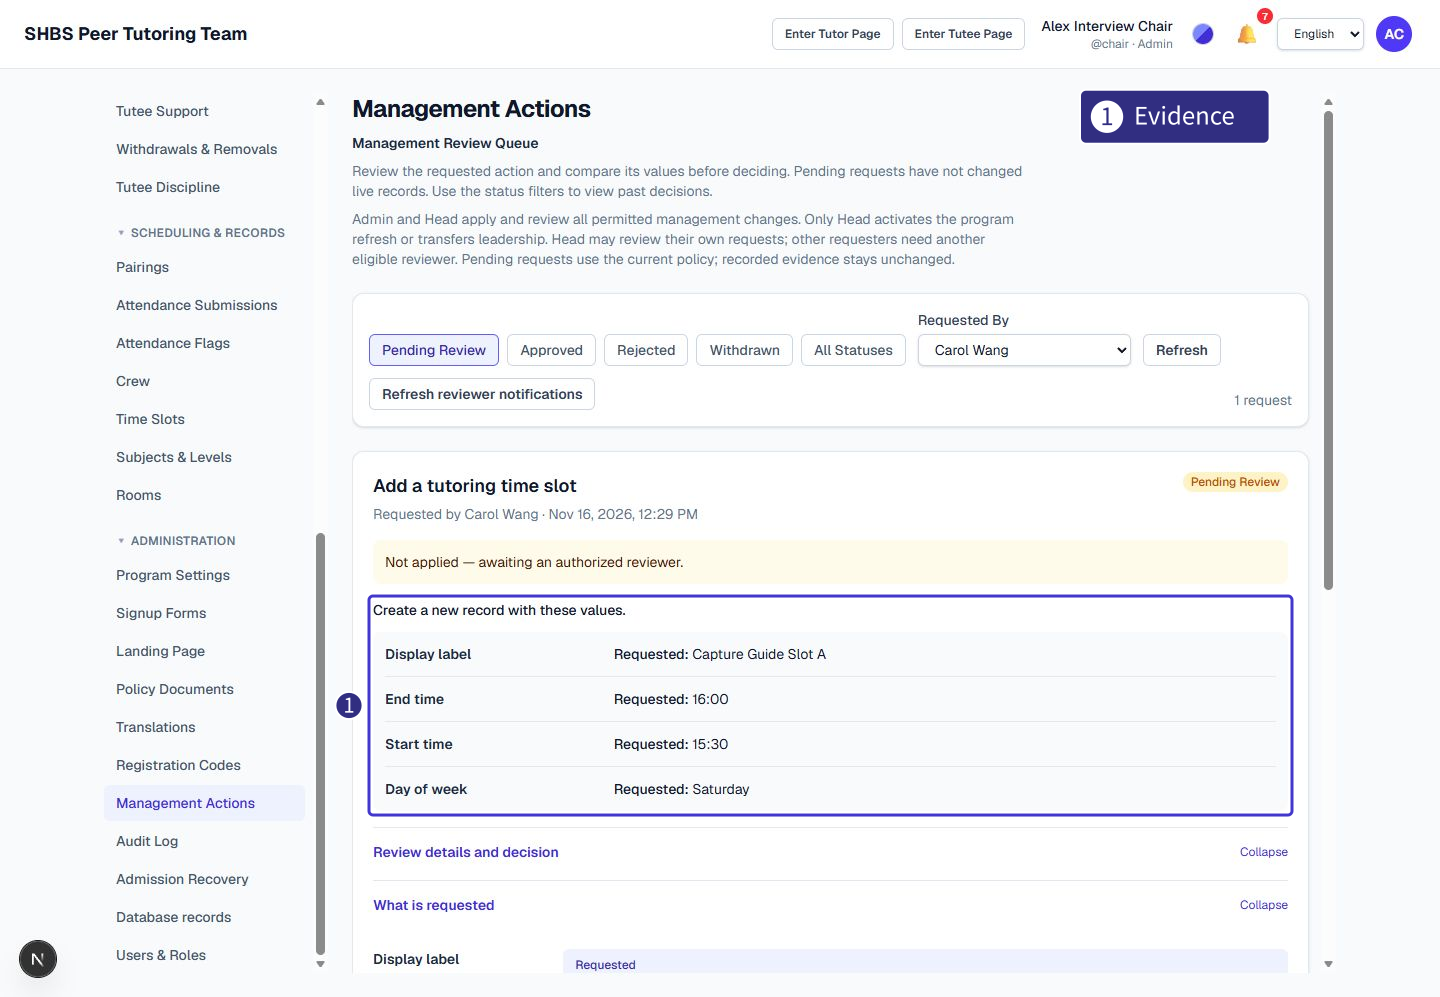 SHBS Peer Tutoring Team
Enter Tutor Page
Enter Tutee Page
Alex Interview Chair
@chair · Admin
7
English
AC
Tutee Support
Withdrawals & Removals
Tutee Discipline
SCHEDULING & RECORDS
Pairings
Attendance Submissions
Attendance Flags
Crew
Time Slots
Subjects & Levels
Rooms
ADMINISTRATION
Program Settings
Signup Forms
Landing Page
Policy Documents
Translations
Registration Codes
Management Actions
Audit Log
Admission Recovery
Database records
Users & Roles
N
Management Actions
1 Evidence
Management Review Queue
Review the requested action and compare its values before deciding. Pending requests have not changed
live records. Use the status filters to view past decisions.
Admin and Head apply and review all permitted management changes. Only Head activates the program
refresh or transfers leadership. Head may review their own requests; other requesters need another
eligible reviewer. Pending requests use the current policy; recorded evidence stays unchanged.
Requested By
Pending Review
Approved
Rejected
Withdrawn
All Statuses
Carol Wang
Refresh
Refresh reviewer notifications
1 request
Add a tutoring time slot
Pending Review
Requested by Carol Wang · Nov 16, 2026, 12:29 PM
Not applied — awaiting an authorized reviewer.
Create a new record with these values.
Display label Requested: Capture Guide Slot A
1
End time Requested: 16:00
Start time Requested: 15:30
Day of week Requested: Saturday
Review details and decision Collapse
What is requested Collapse
Display label Requested